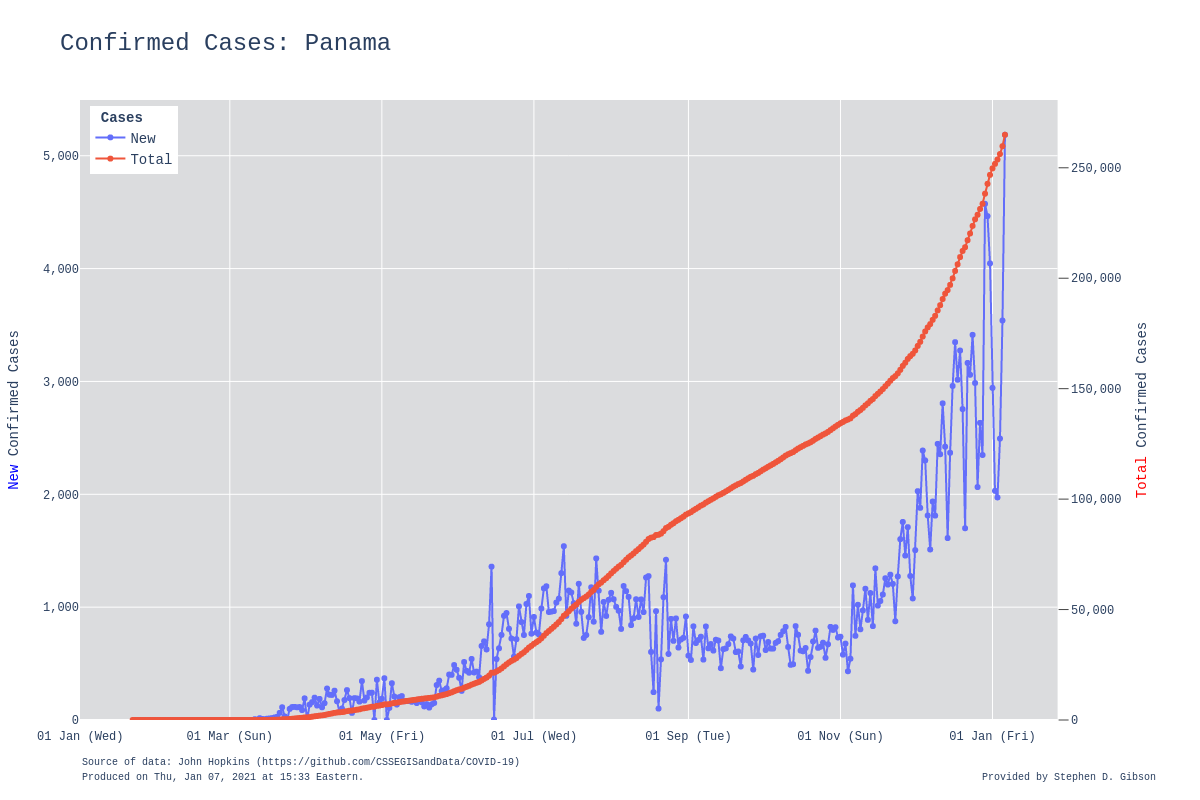 Confirmed Cases: Panama
Cases
New
Total
5,000
4,000
3,000
2,000
1,000
0
250,000
200,000
150,000
100,000
50,000
0
New Confirmed Cases
Total Confirmed Cases
01 Jan (Wed)
01 Mar (Sun)
01 May (Fri)
01 Jul (Wed)
01 Sep (Tue)
01 Nov (Sun)
01 Jan (Fri)
Source of data: John Hopkins (https://github.com/CSSEGISandData/COVID-19)
Produced on Thu, Jan 07, 2021 at 15:33 Eastern.
Provided by Stephen D. Gibson